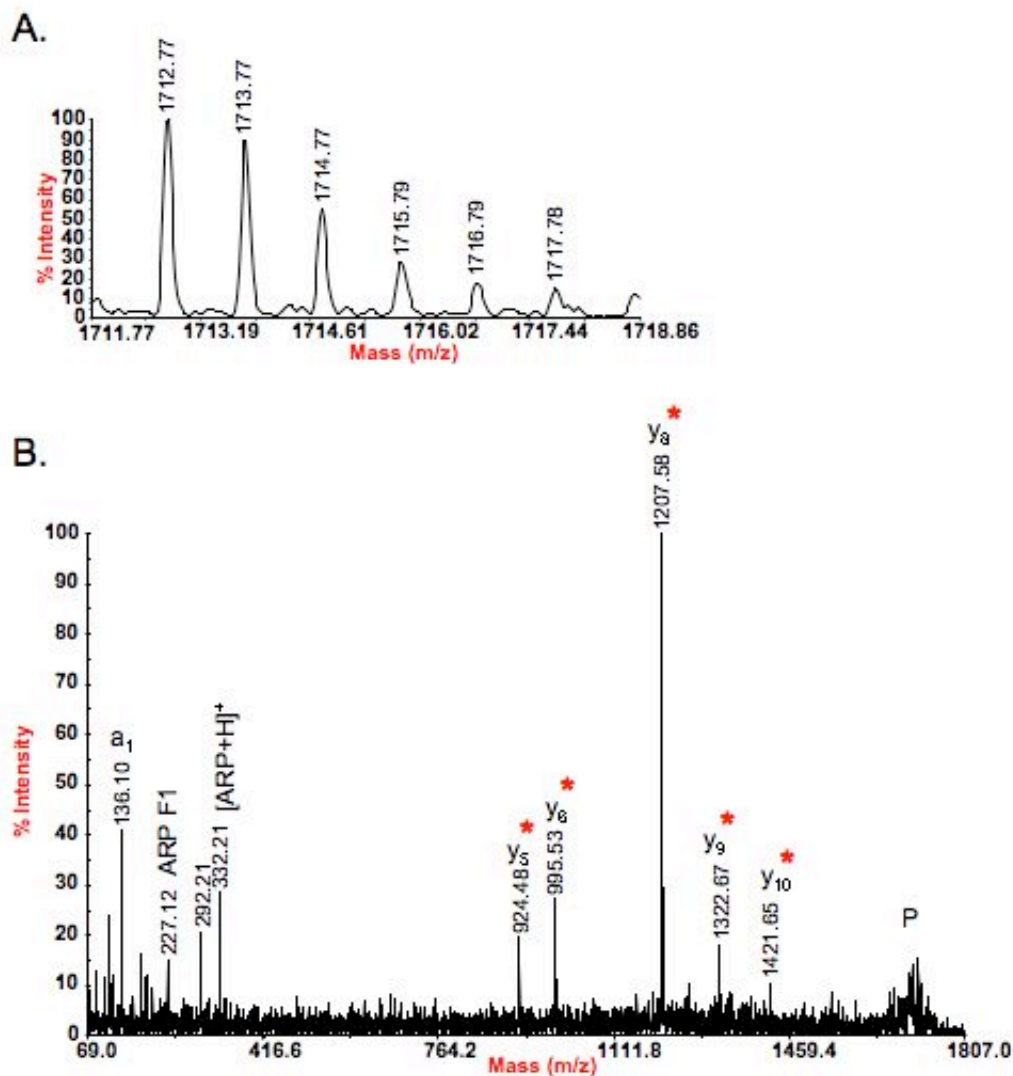 A.
1712.77
1713.77
1714.77
1715.79
1716.79
1717.78
% Intensity
100
90
80
70
60
50
40
30
20
10
0
1711.77 1713.19 1714.61 1716.02 1717.44 1718.86
Mass (m/z)
B.
y8 *
1207.58
% Intensity
100
90
80
70
60
50
40
30
20
10
0
a1
136.10
227.12 ARP F1
292.21
332.21 [ARP+H]+
y5 *
924.48
y6 *
995.53
y9 *
1322.67
y10 *
1421.65
P
69.0 416.6 764.2 1111.8 1459.4 1807.0
Mass (m/z)